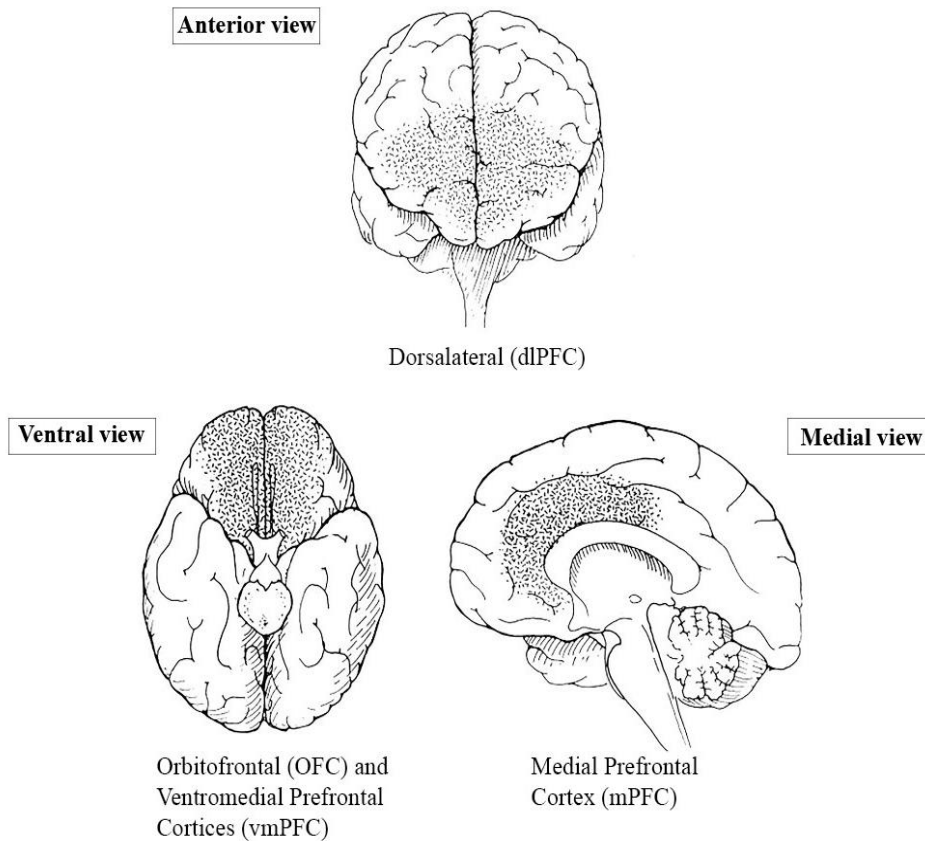 Anterior view
Dorsalateral (dlPFC)
Ventral view
Medial view
Orbitofrontal (OFC) and
Ventromedial Prefrontal
Cortices (vmPFC)
Medial Prefrontal
Cortex (mPFC)